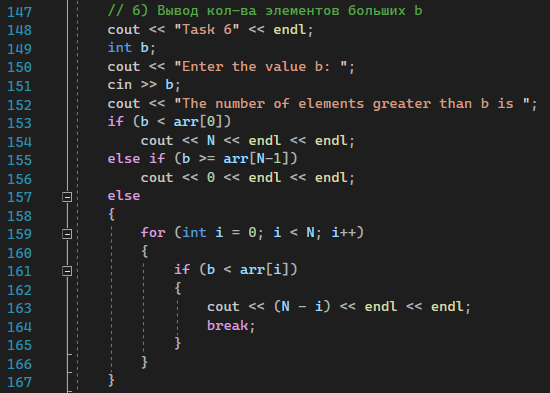 147 // 6) Вывод кол-ва элементов больших b
148 cout << "Task 6" << endl;
149 int b;
150 cout << "Enter the value b: ";
151 cin >> b;
152 cout << "The number of elements greater than b is ";
153 if (b < arr[0])
154 cout << N << endl << endl;
155 else if (b >= arr[N-1])
156 cout << 0 << endl << endl;
157 else
158 {
159 for (int i = 0; i < N; i++)
160 {
161 if (b < arr[i])
162 {
163 cout << (N - i) << endl << endl;
164 break;
165 }
166 }
167 }